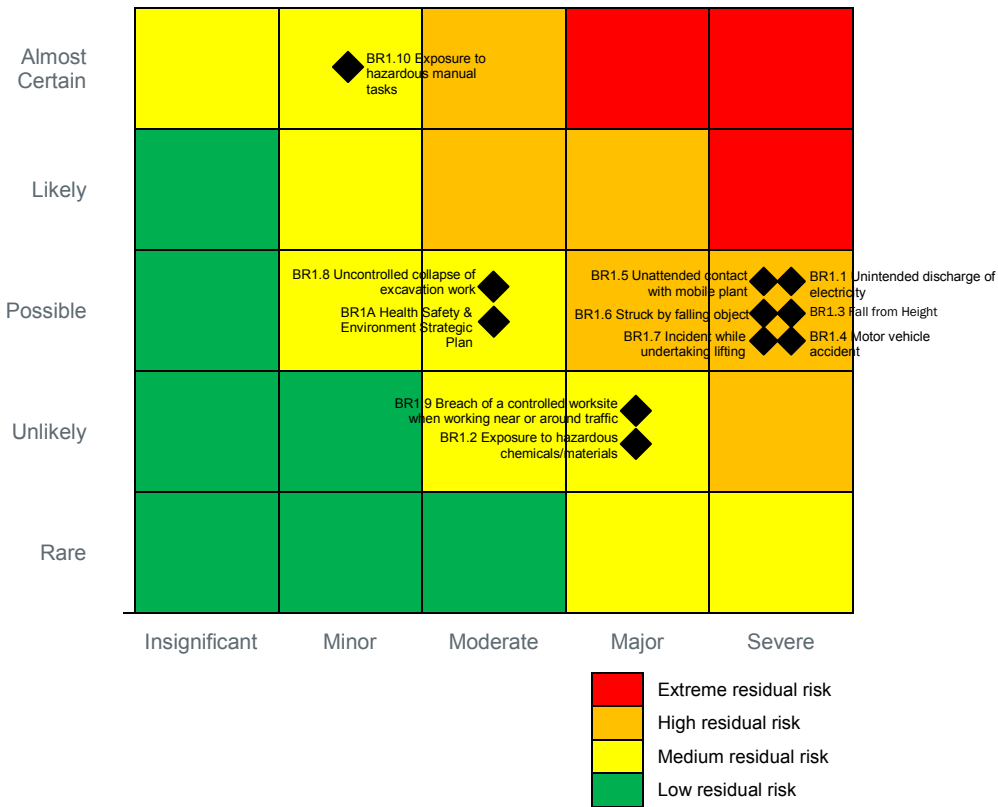 Almost
Certain
BR1.10 Exposure to
hazardous manual
tasks
Likely
Possible
BR1.8 Uncontrolled collapse of
excavation work
BR1A Health Safety &
Environment Strategic
Plan
BR1.5 Unattended contact
with mobile plant
BR1.6 Struck by falling object
BR1.7 Incident while
undertaking lifting
BR1.1 Unintended discharge of
electricity
BR1.3 Fall from Height
BR1.4 Motor vehicle
accident
Unlikely
BR1.9 Breach of a controlled worksite
when working near or around traffic
BR1.2 Exposure to hazardous
chemicals/materials
Rare
Insignificant
Minor
Moderate
Major
Severe
Extreme residual risk
High residual risk
Medium residual risk
Low residual risk